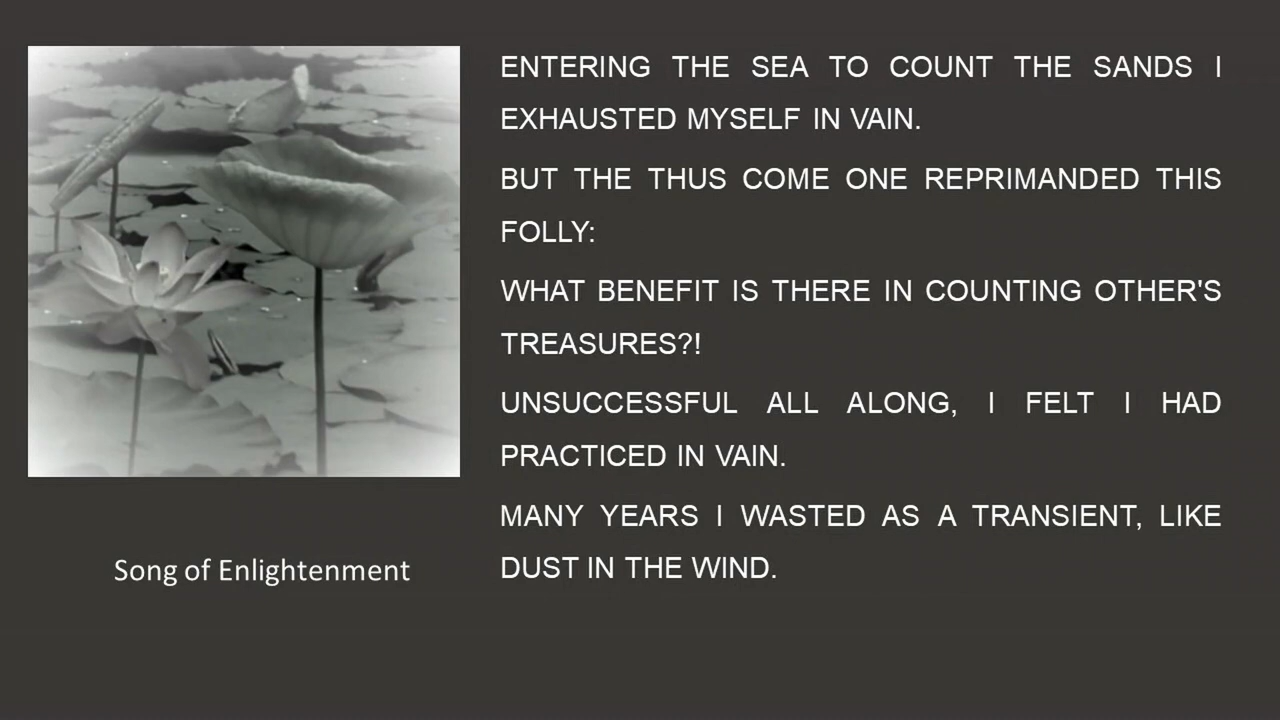 ENTERING THE SEA TO COUNT THE SANDS I
EXHAUSTED MYSELF IN VAIN.
BUT THE THUS COME ONE REPRIMANDED THIS
FOLLY:
WHAT BENEFIT IS THERE IN COUNTING OTHER'S
TREASURES?!
UNSUCCESSFUL ALL ALONG, I FELT I HAD
PRACTICED IN VAIN.
MANY YEARS I WASTED AS A TRANSIENT, LIKE
DUST IN THE WIND.
Song of Enlightenment